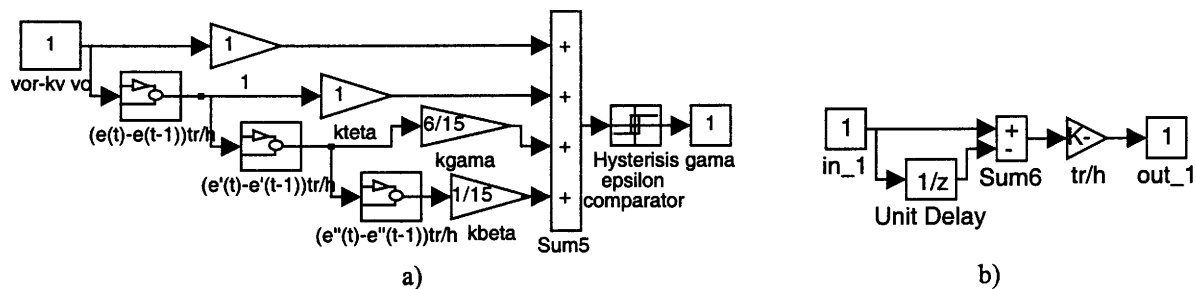 1
vor-kv vo
1
+
(e(t)-e(t-1))tr/h
1
1
+
(e'(t)-e'(t-1))tr/h
kteta
6/15
kgama
+
(e"(t)-e"(t-1))tr/h
1/15
kbeta
+
Sum5
Hysterisis gama
epsilon
comparator
1
a)
1
in_1
1/z
Unit Delay
+
-
Sum6
K-
tr/h
1
out_1
b)